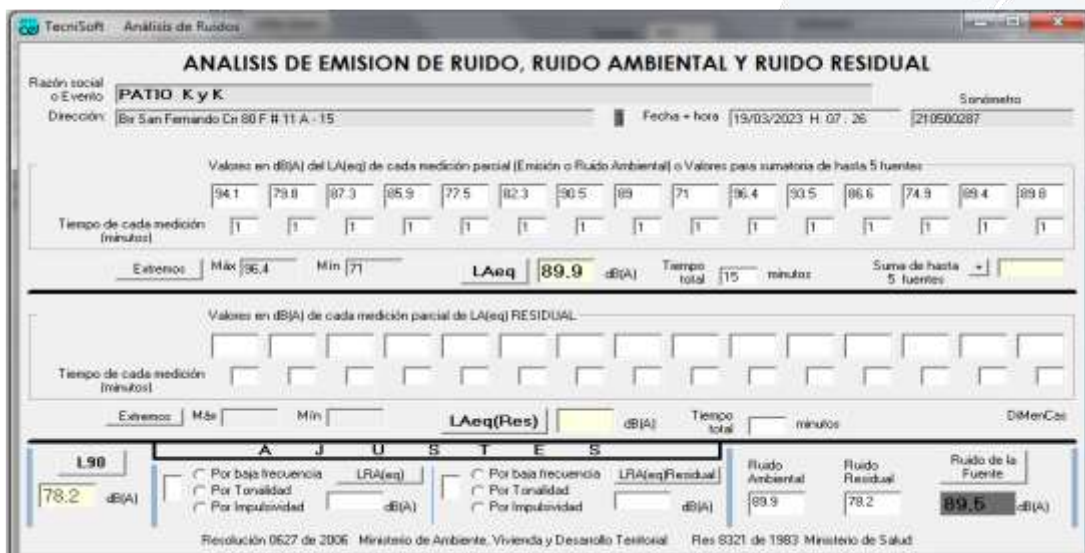 TecniSoft Análisis de Ruidos
ANALISIS DE EMISION DE RUIDO, RUIDO AMBIENTAL Y RUIDO RESIDUAL
Razón social o Evento PATIO K y K
Sonómetro
Dirección: Brr San Fernando Crr 80 F # 11 A - 15 Fecha + hora 19/03/2023 H: 07 . 26 210500287
Valores en dB(A) del LA(eq) de cada medición parcial (Emisión o Ruido Ambiental) o Valores para sumatoria de hasta 5 fuentes
94.1 79.8 87.3 85.9 77.5 82.3 90.5 89 71 96.4 93.5 86.6 74.9 89.4 89.8
Tiempo de cada medición (minutos) 1 1 1 1 1 1 1 1 1 1 1 1 1 1 1
Extremos Máx 96.4 Mín 71 LAeq 89.9 dB(A) Tiempo total 15 minutos Suma de hasta 5 fuentes +
Valores en dB(A) de cada medición parcial de LA(eq) RESIDUAL
Tiempo de cada medición (minutos)
Extremos Máx Mín LAeq(Res) dB(A) Tiempo total minutos DiMenCas
A J U S T E S
L90 Por baja frecuencia LRA(eq) Por baja frecuencia LRA(eq)Residual Ruido Ambiental Ruido Residual Ruido de la Fuente
78.2 dB(A) Por Tonalidad Por Tonalidad 89.9 78.2 89.5 dB(A)
Por Impulsividad dB(A) Por Impulsividad dB(A)
Resolución 0627 de 2006 Ministerio de Ambiente, Vivienda y Desarrollo Territorial Res 8321 de 1983 Ministerio de Salud